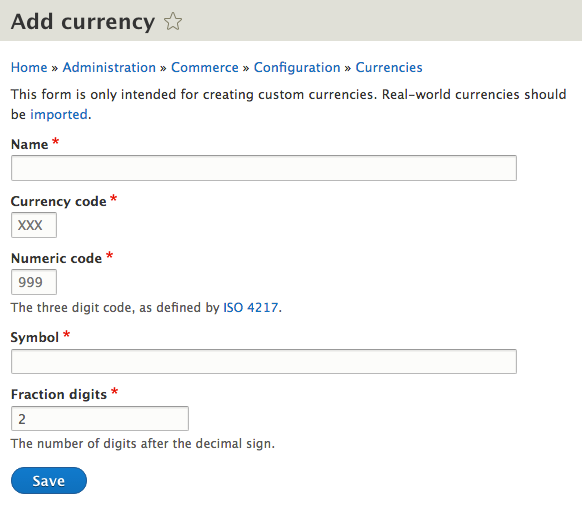 Add currency
Home » Administration » Commerce » Configuration » Currencies
This form is only intended for creating custom currencies. Real-world currencies should
be imported.
Name *
Currency code *
XXX
Numeric code *
999
The three digit code, as defined by ISO 4217.
Symbol *
Fraction digits *
2
The number of digits after the decimal sign.
Save